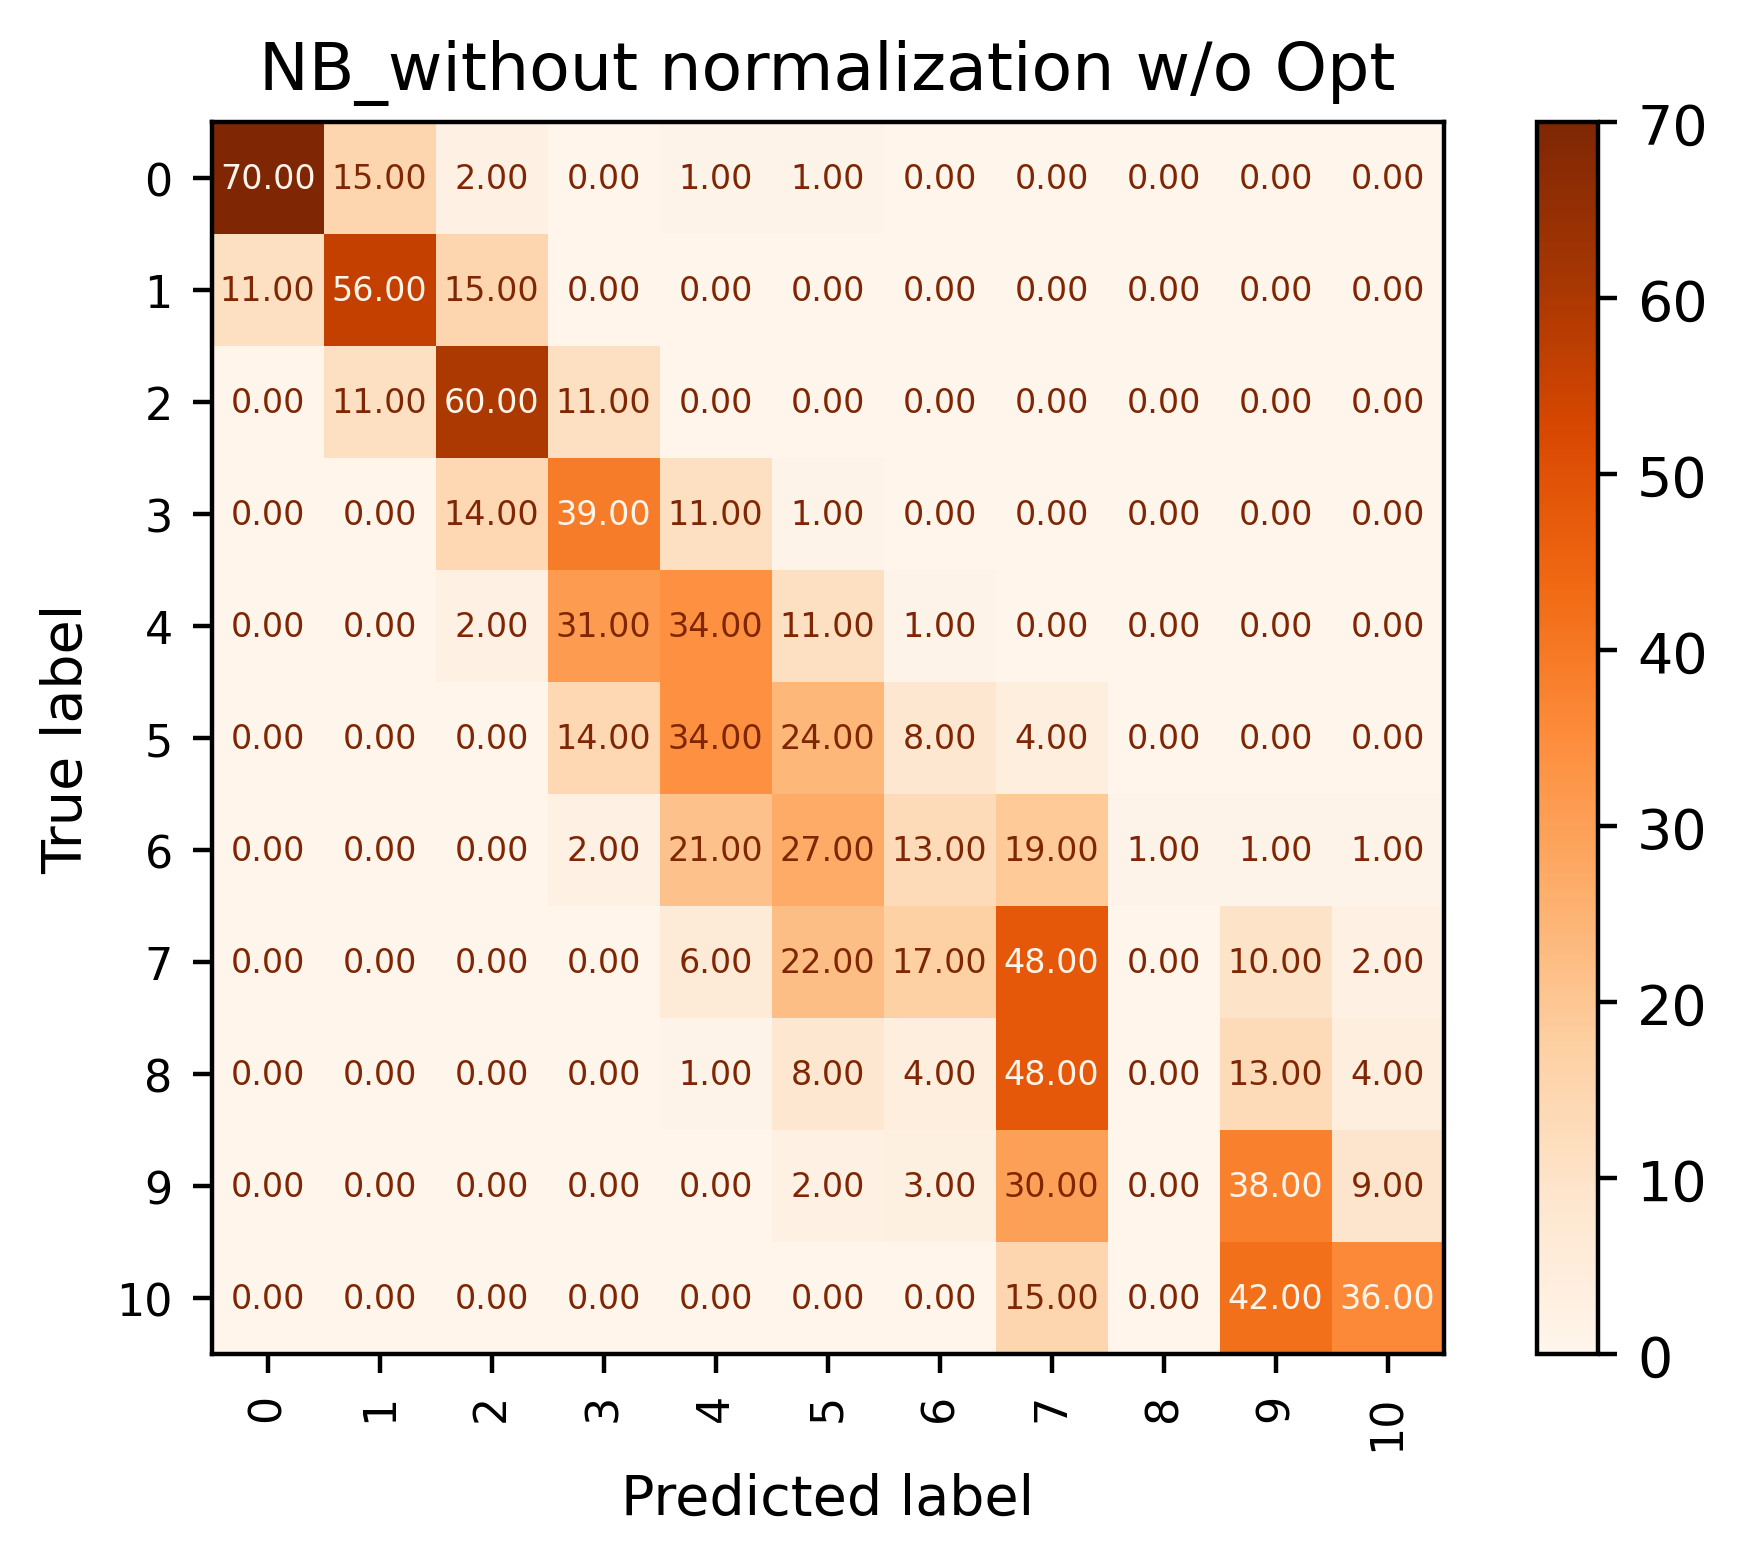 NB_without normalization w/o Opt
0 70.00 15.00 2.00 0.00 1.00 1.00 0.00 0.00 0.00 0.00 0.00
1 11.00 56.00 15.00 0.00 0.00 0.00 0.00 0.00 0.00 0.00 0.00
2 0.00 11.00 60.00 11.00 0.00 0.00 0.00 0.00 0.00 0.00 0.00
3 0.00 0.00 14.00 39.00 11.00 1.00 0.00 0.00 0.00 0.00 0.00
4 0.00 0.00 2.00 31.00 34.00 11.00 1.00 0.00 0.00 0.00 0.00
5 0.00 0.00 0.00 14.00 34.00 24.00 8.00 4.00 0.00 0.00 0.00
6 0.00 0.00 0.00 2.00 21.00 27.00 13.00 19.00 1.00 1.00 1.00
7 0.00 0.00 0.00 0.00 6.00 22.00 17.00 48.00 0.00 10.00 2.00
8 0.00 0.00 0.00 0.00 1.00 8.00 4.00 48.00 0.00 13.00 4.00
9 0.00 0.00 0.00 0.00 0.00 2.00 3.00 30.00 0.00 38.00 9.00
10 0.00 0.00 0.00 0.00 0.00 0.00 0.00 15.00 0.00 42.00 36.00
0 1 2 3 4 5 6 7 8 9 10
Predicted label
True label
70
60
50
40
30
20
10
0